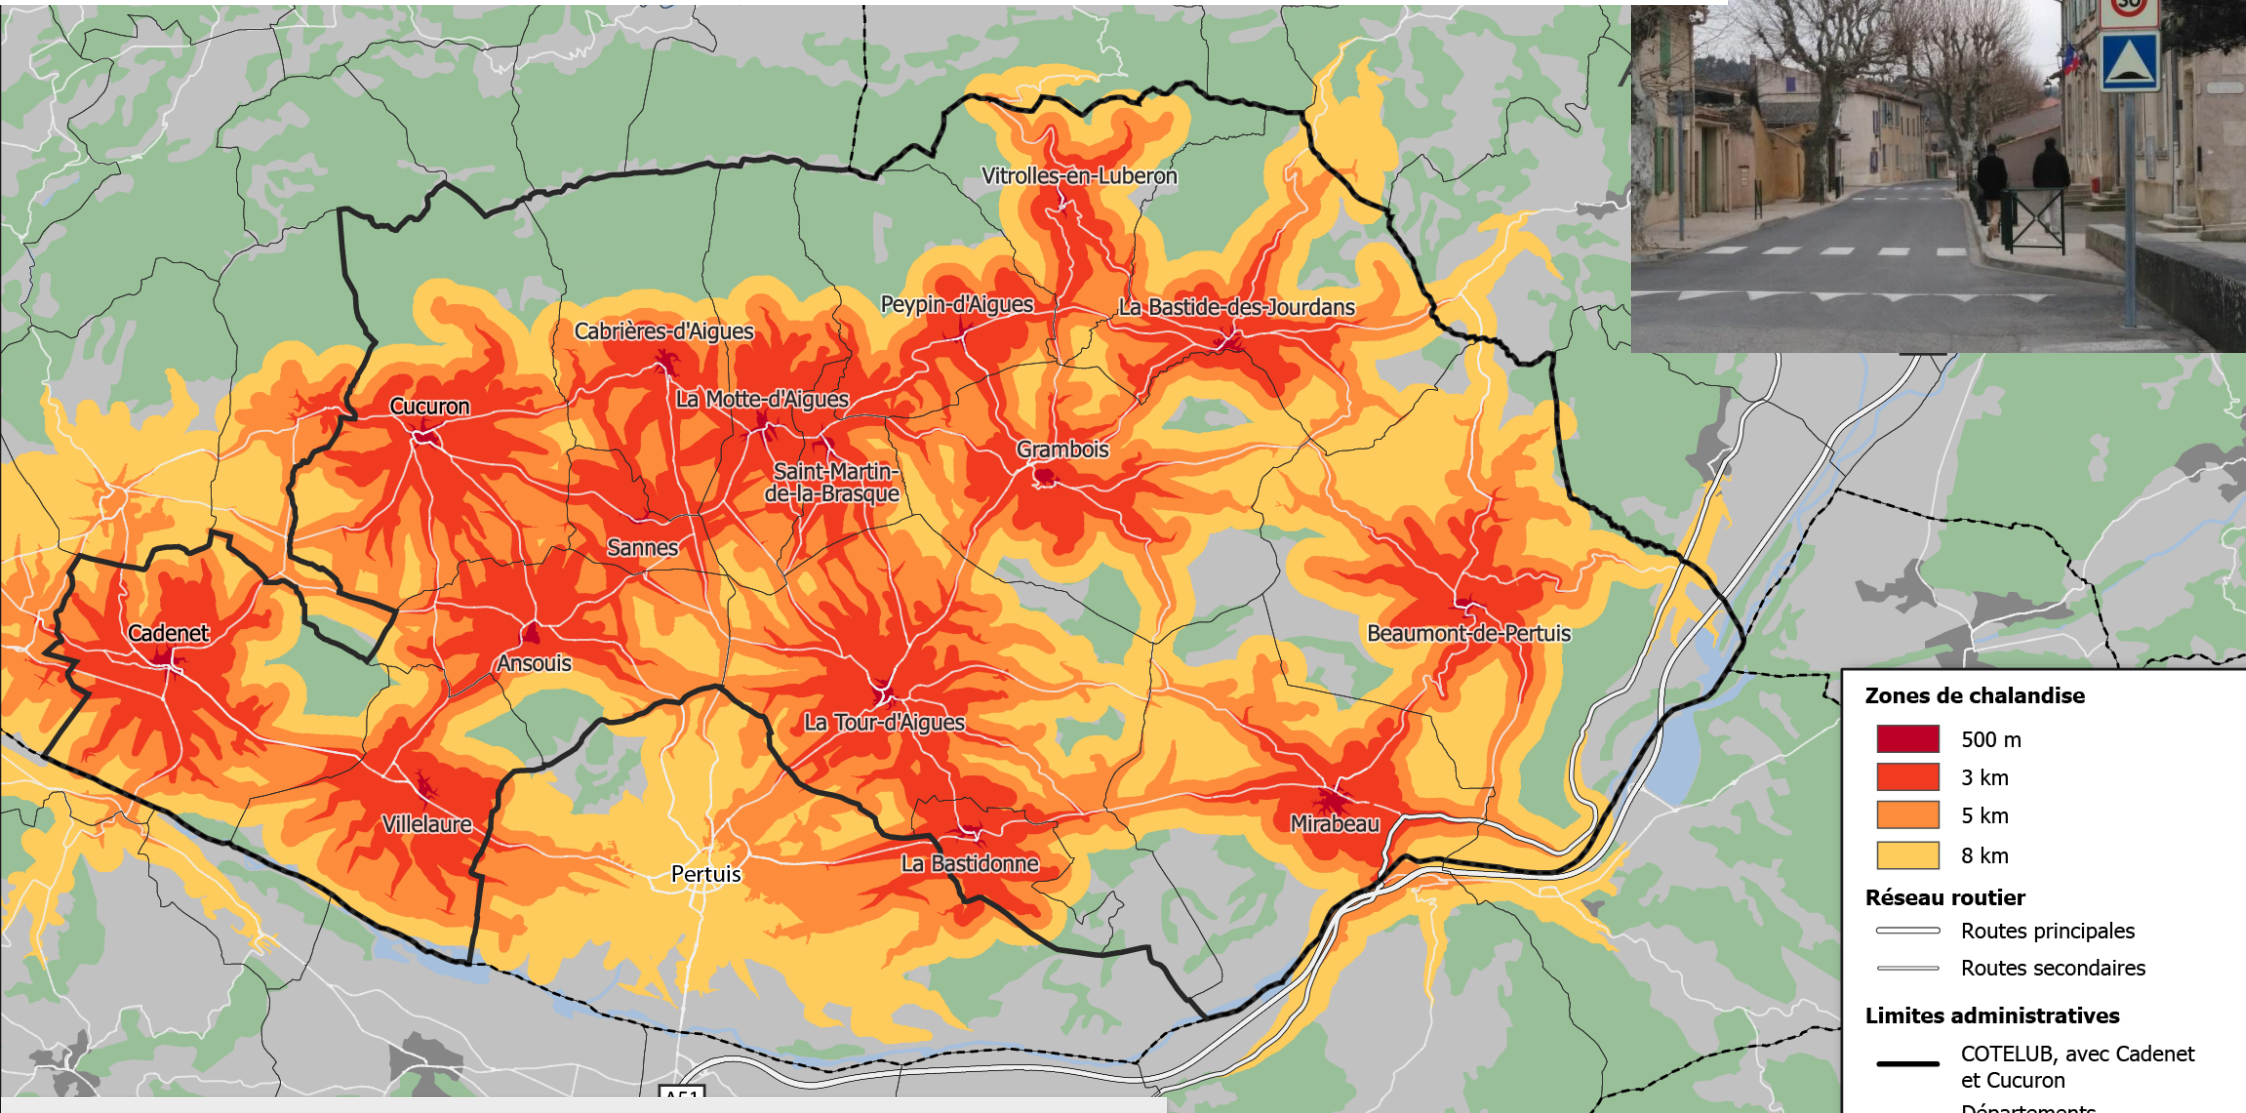 30
Vitrolles-en-Luberon
Peypin-d'Aigues
La Bastide-des-Jourdans
Cabrières-d'Aigues
La Motte-d'Aigues
Cucuron
Grambois
Saint-Martin-
de-la-Brasque
Sannes
Cadenet
Ansouis
Beaumont-de-Pertuis
La Tour-d'Aigues
Villelaure
Mirabeau
La Bastidonne
Pertuis
A51
Zones de chalandise
500 m
3 km
5 km
8 km
Réseau routier
Routes principales
Routes secondaires
Limites administratives
COTELUB, avec Cadenet
et Cucuron
Départements